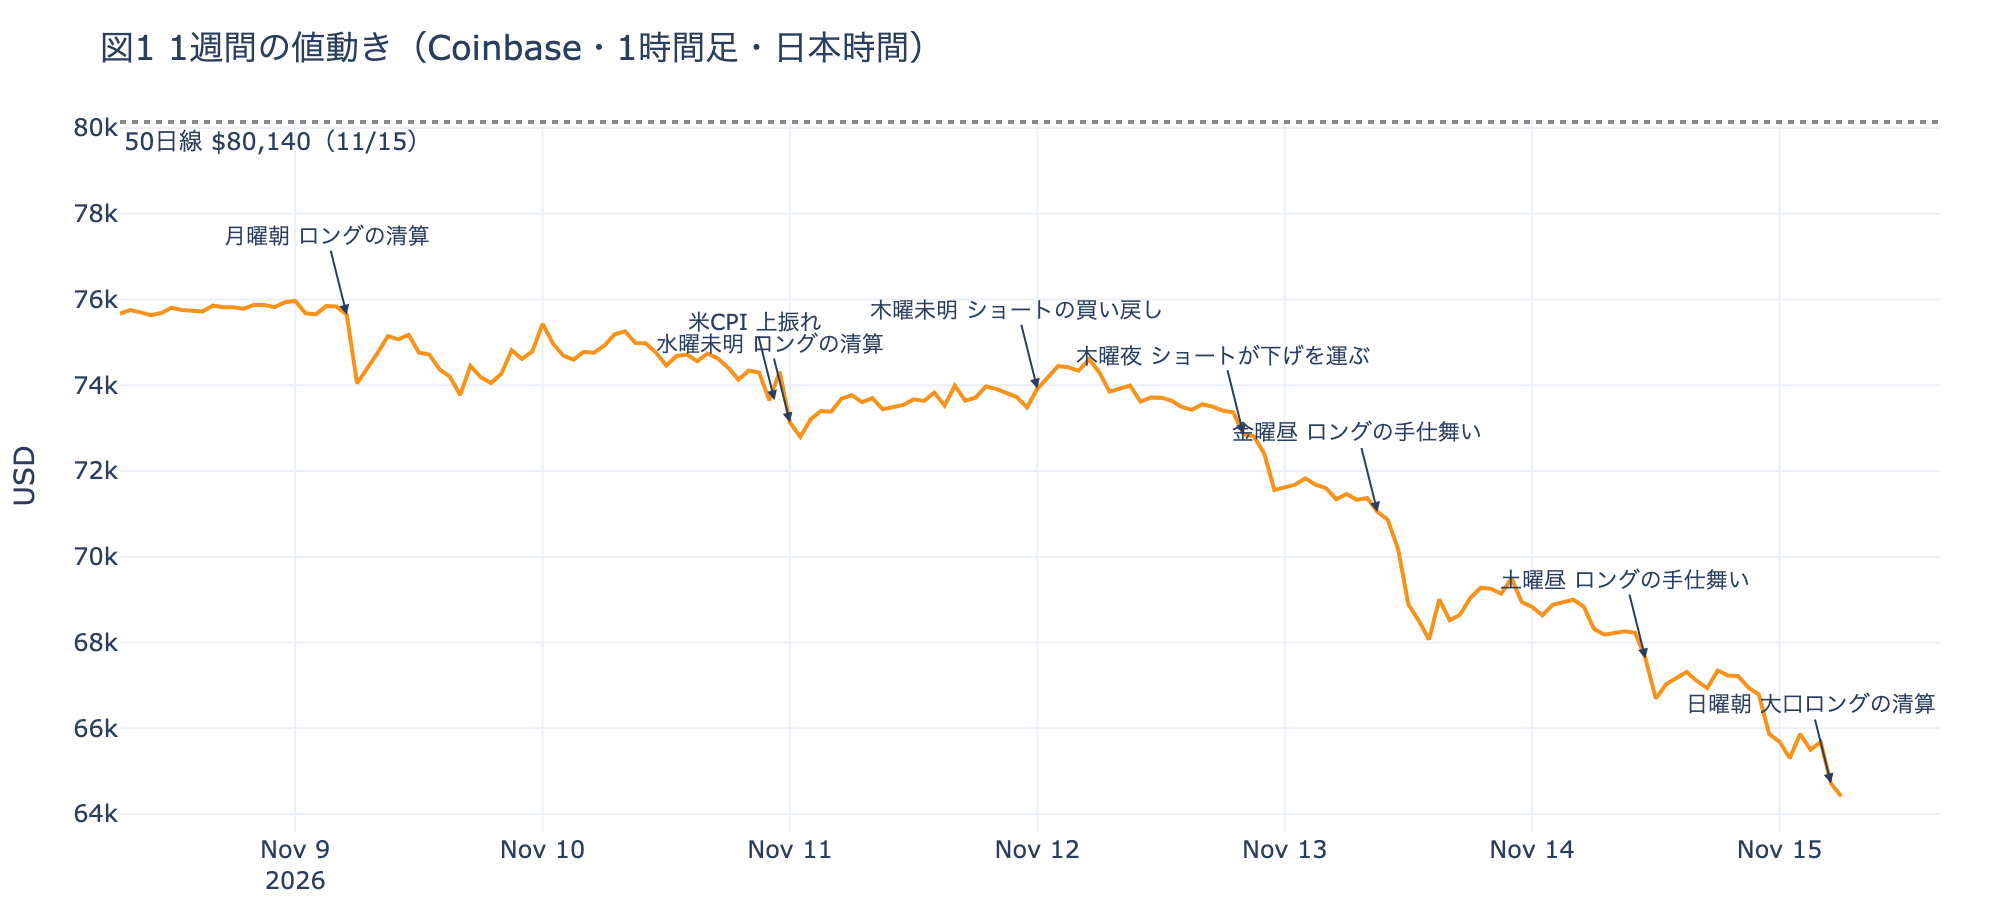 図1 1週間の値動き（Coinbase・1時間足・日本時間）
80k
50日線 $80,140（11/15）
78k
月曜朝 ロングの清算
76k
木曜未明 ショートの買い戻し
米CPI 上振れ
水曜未明 ロングの清算
木曜夜 ショートが下げを運ぶ
74k
金曜昼 ロングの手仕舞い
72k
USD
70k
土曜昼 ロングの手仕舞い
68k
日曜朝 大口ロングの清算
66k
64k
Nov 9 Nov 10 Nov 11 Nov 12 Nov 13 Nov 14 Nov 15
2026